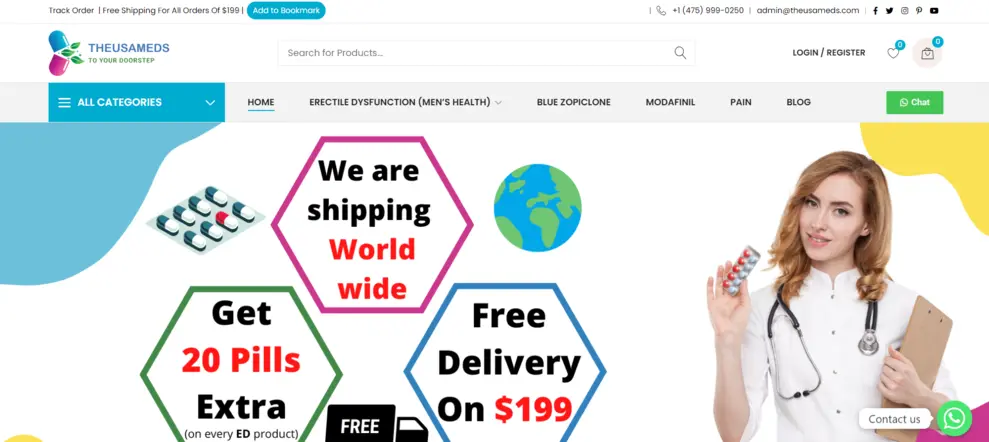 Track Order | Free Shipping For All Orders Of $199 | Add to Bookmark
| +1 (475) 999-0250 | admin@theusameds.com |
THEUSAMEDS
TO YOUR DOORSTEP
Search for Products...
LOGIN / REGISTER
0
0
ALL CATEGORIES
HOME
ERECTILE DYSFUNCTION (MEN'S HEALTH)
BLUE ZOPICLONE
MODAFINIL
PAIN
BLOG
Chat
We are
shipping
World
wide
Get
20 Pills
Extra
(on every ED product)
Free
Delivery
On $199
FREE
Contact us